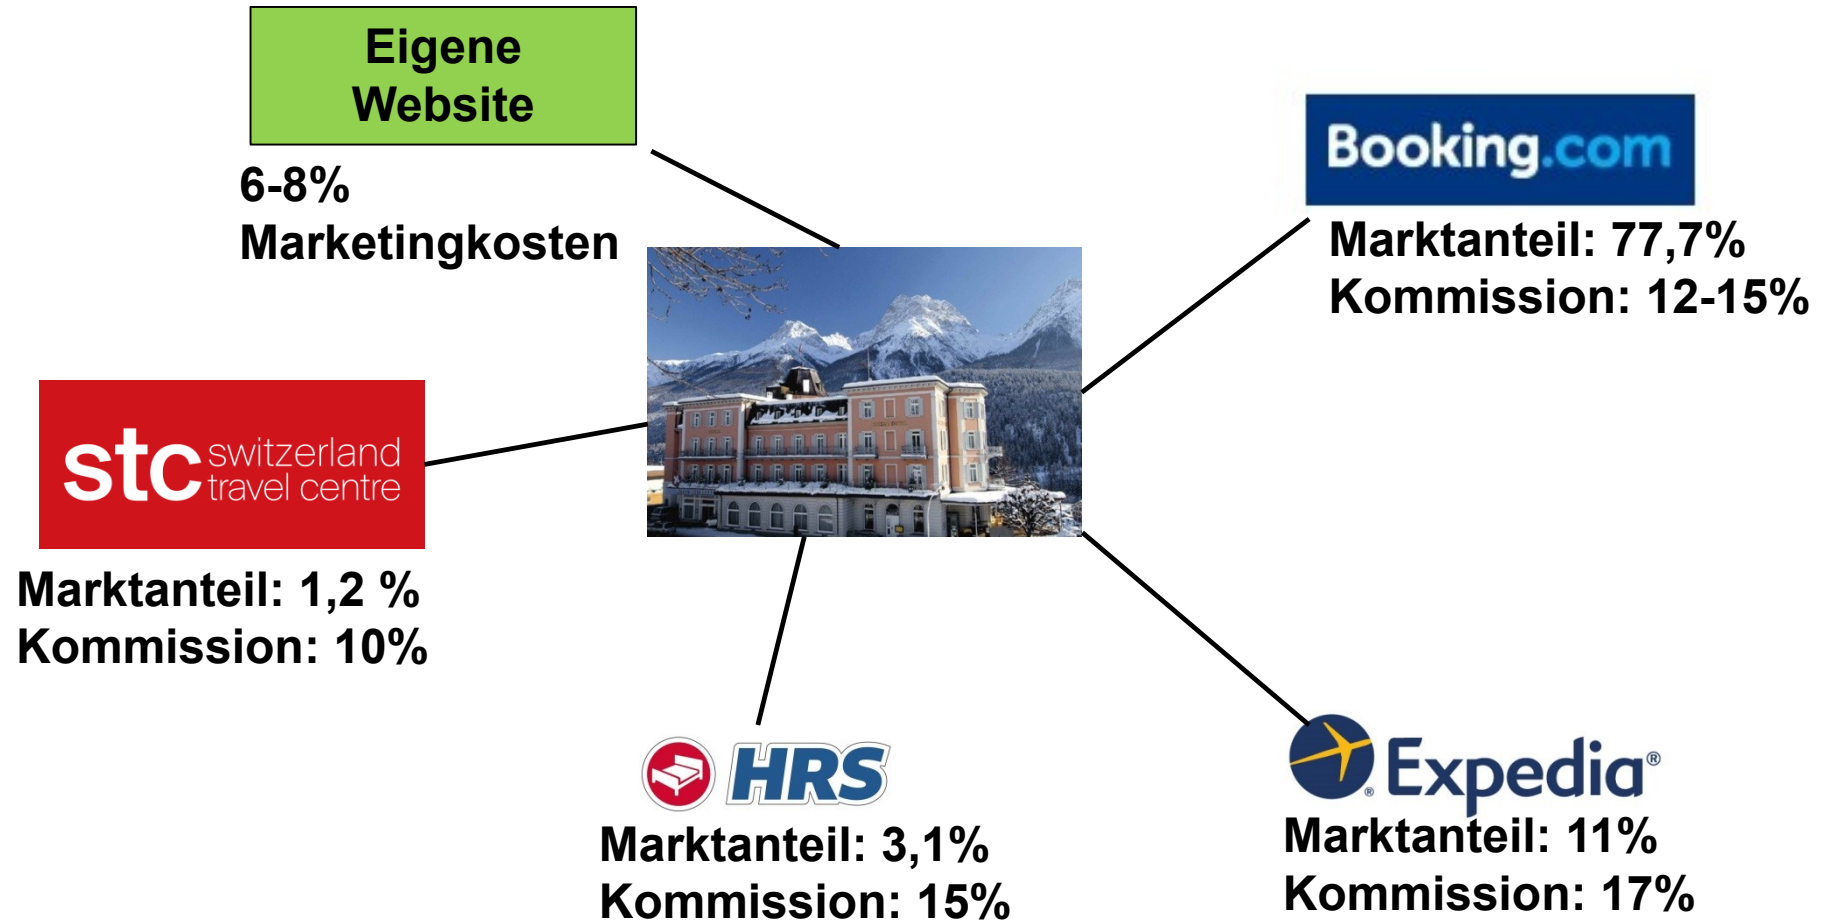 Eigene
Website
6-8%
Marketingkosten
Booking.com
Marktanteil: 77,7%
Kommission: 12-15%
stc switzerland
travel centre
Marktanteil: 1,2 %
Kommission: 10%
HRS
Marktanteil: 3,1%
Kommission: 15%
Expedia®
Marktanteil: 11%
Kommission: 17%